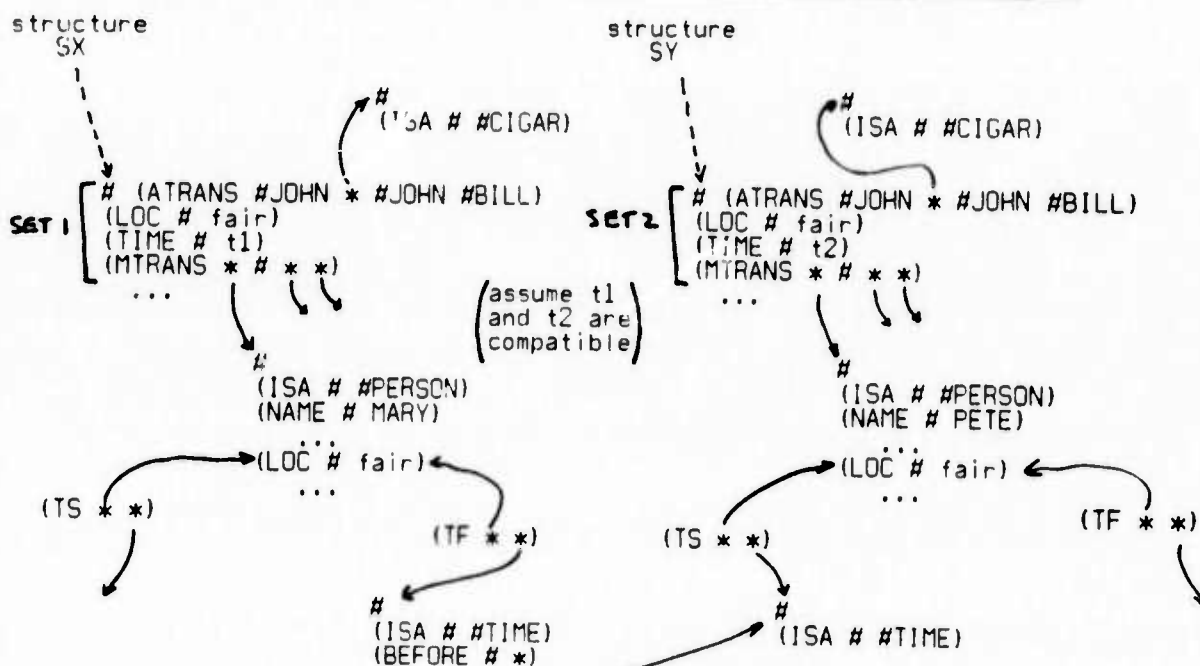 structure
SX
#
(ISA # #CIGAR)
# (ATRANS #JOHN * #JOHN #BILL)
SET 1
(LOC # fair)
(TIME # t1)
(MTRANS * # * *)
...
#
(ISA # #PERSON)
(NAME # MARY)
...
(LOC # fair)
...
(TS * *)
(TF * *)
#
(ISA # #TIME)
(BEFORE # *)
(assume t1
and t2 are
compatible)
structure
SY
#
(ISA # #CIGAR)
# (ATRANS #JOHN * #JOHN #BILL)
SET 2
(LOC # fair)
(TIME # t2)
(MTRANS * # * *)
...
#
(ISA # #PERSON)
(NAME # PETE)
...
(LOC # fair)
...
(TS * *)
(TF * *)
#
(ISA # #TIME)